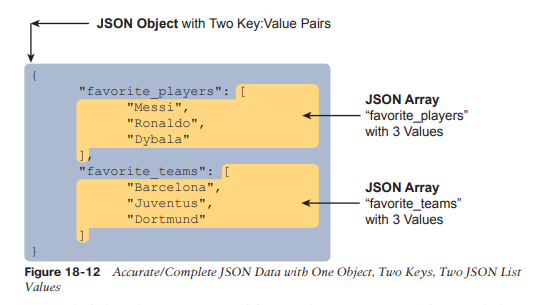 JSON Object with Two Key:Value Pairs
{
"favorite_players": [
"Messi",
"Ronaldo",
"Dybala"
],
"favorite_teams": [
"Barcelona",
"Juventus",
"Dortmund"
]
}
JSON Array
“favorite_players”
with 3 Values
JSON Array
“favorite_teams”
with 3 Values
Figure 18-12 Accurate/Complete JSON Data with One Object, Two Keys, Two JSON List
Values